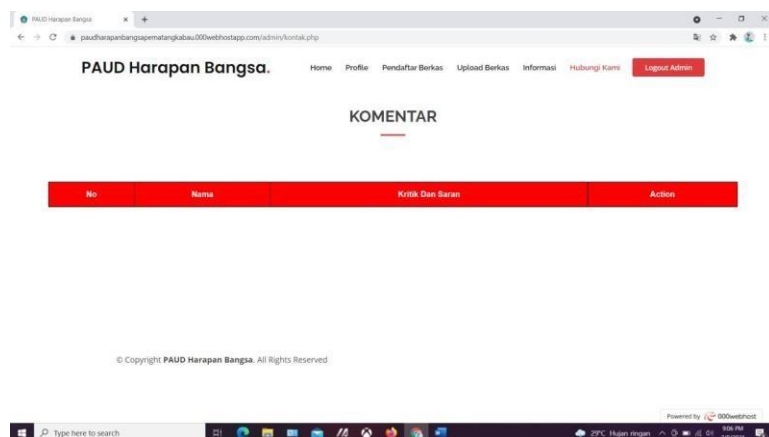 PAUD Harapan Bangsa
paudharapanbangsapematangkabau.000webhostapp.com/admin/kontak.php
PAUD Harapan Bangsa. Home Profile Pendaftar Berkas Upload Berkas Informasi Hubungi Kami Logout Admin
KOMENTAR
No Nama Kritik Dan Saran Action
© Copyright PAUD Harapan Bangsa. All Rights Reserved
Powered by 000webhost
Type here to search 29°C Hujan ringan 9:06 PM